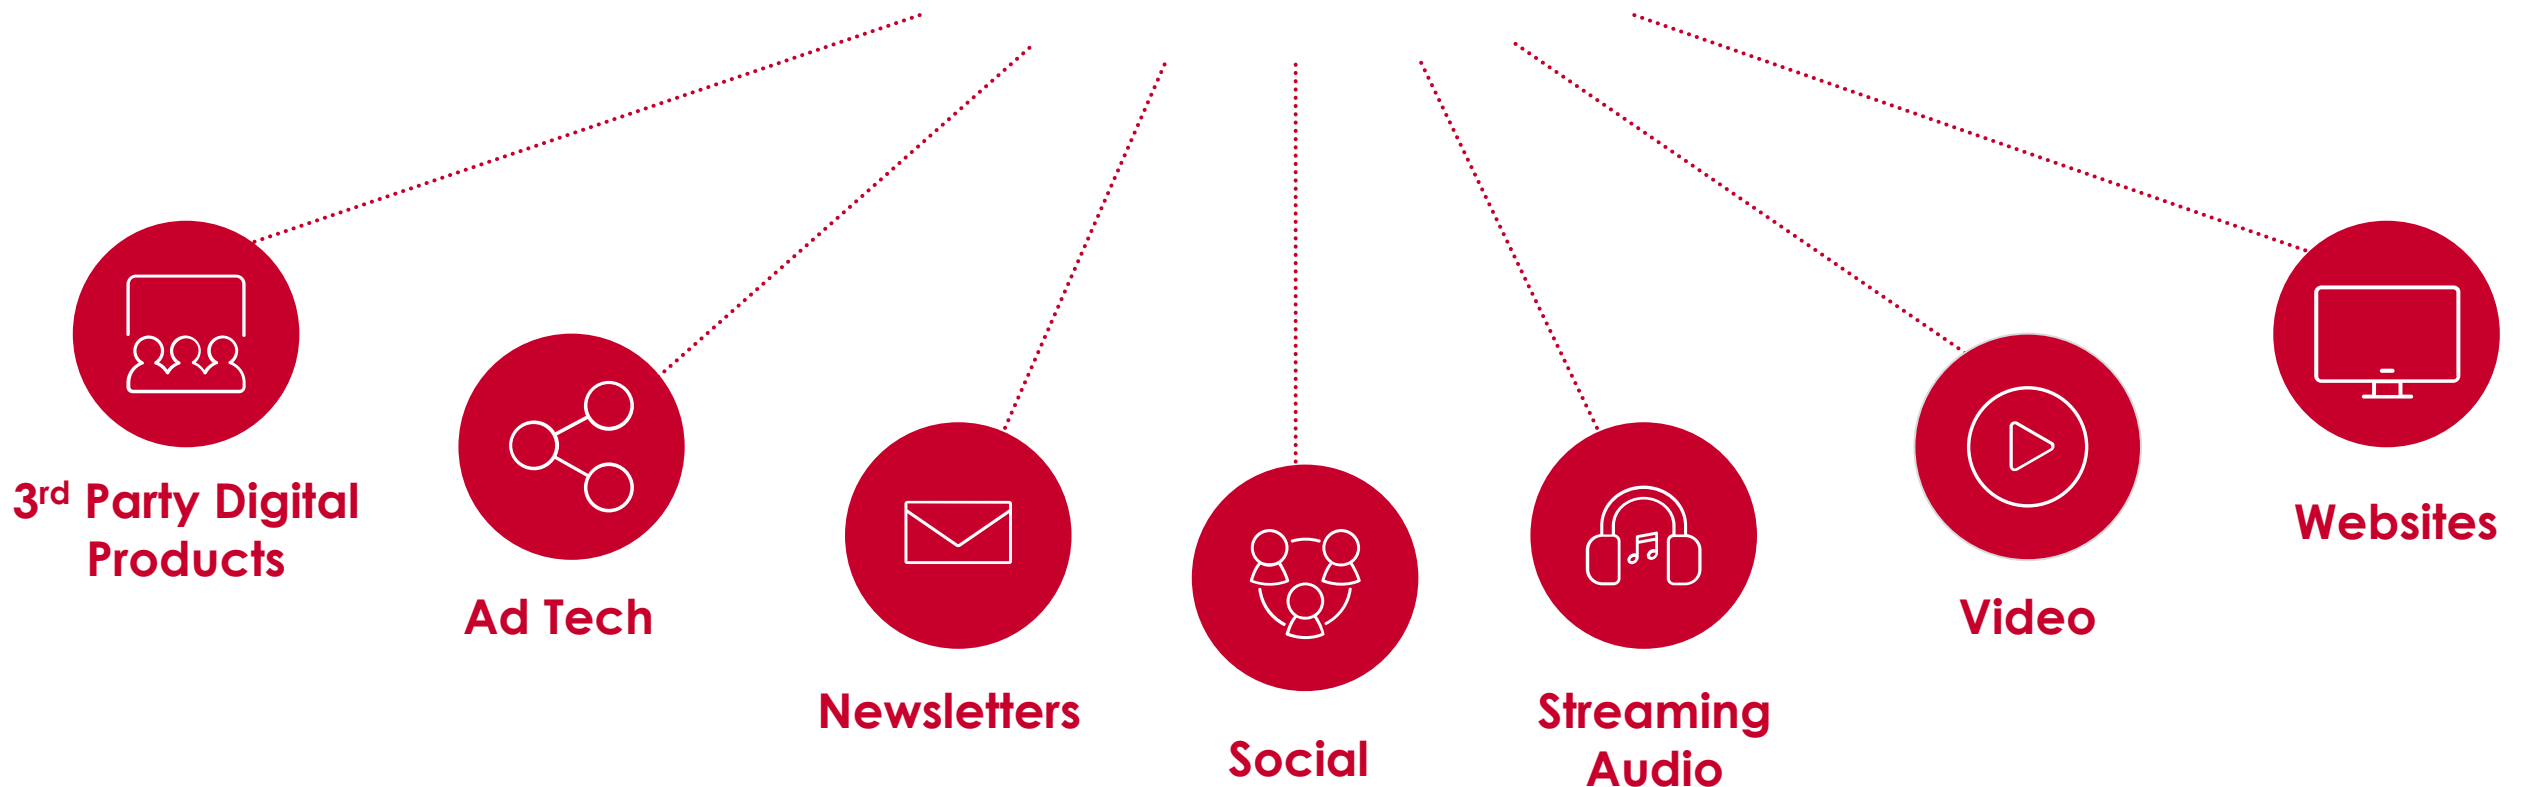 3rd Party Digital
Products
Ad Tech
Newsletters
Social
Streaming
Audio
Video
Websites